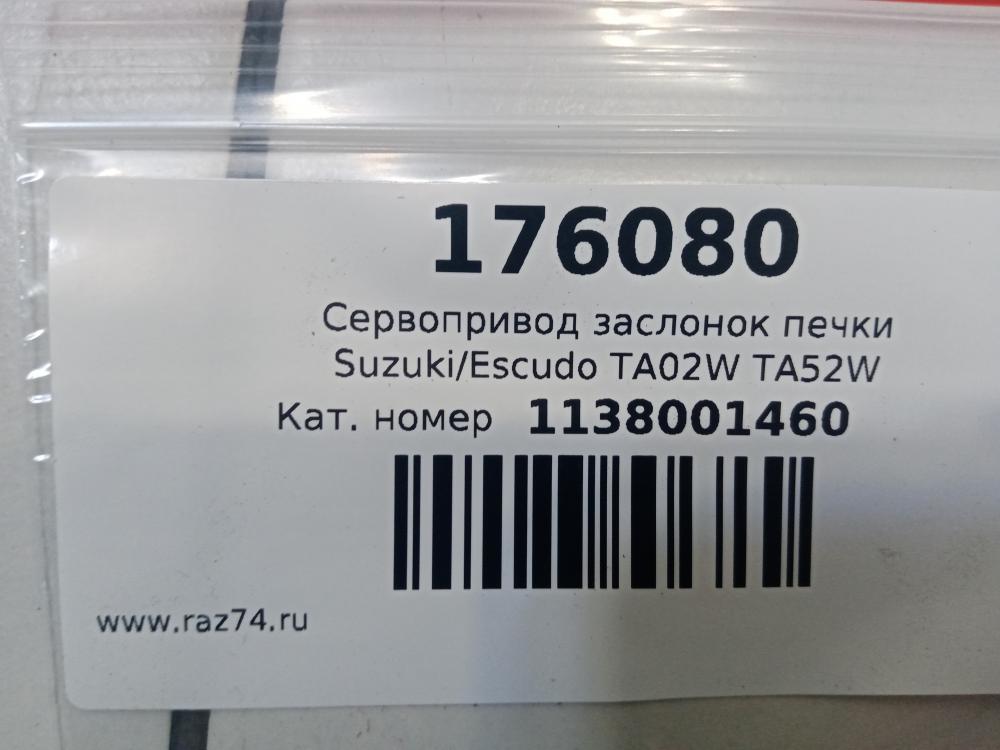 176080
Сервопривод заслонок печки
Suzuki/Escudo TA02W TA52W
Кат. номер 1138001460
www.raz74.ru